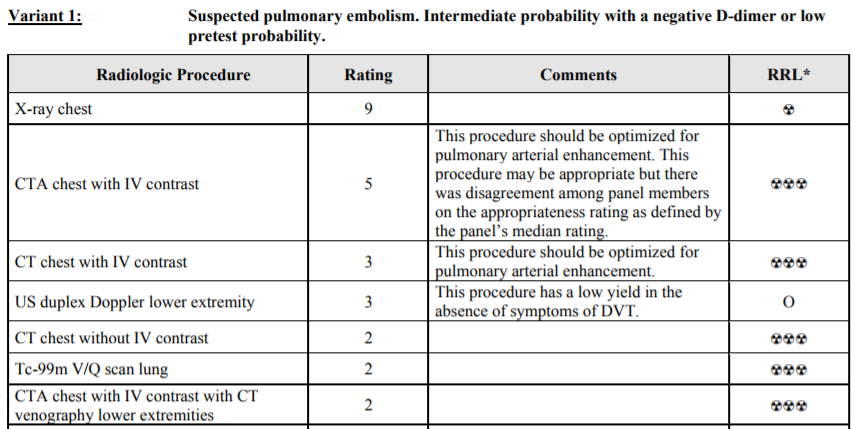 Variant 1: Suspected pulmonary embolism. Intermediate probability with a negative D-dimer or low
pretest probability.
Radiologic Procedure Rating Comments RRL*
X-ray chest 9 ☢
This procedure should be optimized for
pulmonary arterial enhancement. This
procedure may be appropriate but there
CTA chest with IV contrast 5 was disagreement among panel members ☢☢☢
on the appropriateness rating as defined by
the panel's median rating.
CT chest with IV contrast 3 This procedure should be optimized for
pulmonary arterial enhancement. ☢☢☢
US duplex Doppler lower extremity 3 This procedure has a low yield in the
absence of symptoms of DVT. O
CT chest without IV contrast 2 ☢☢☢
Tc-99m V/Q scan lung 2 ☢☢☢
CTA chest with IV contrast with CT
venography lower extremities 2 ☢☢☢